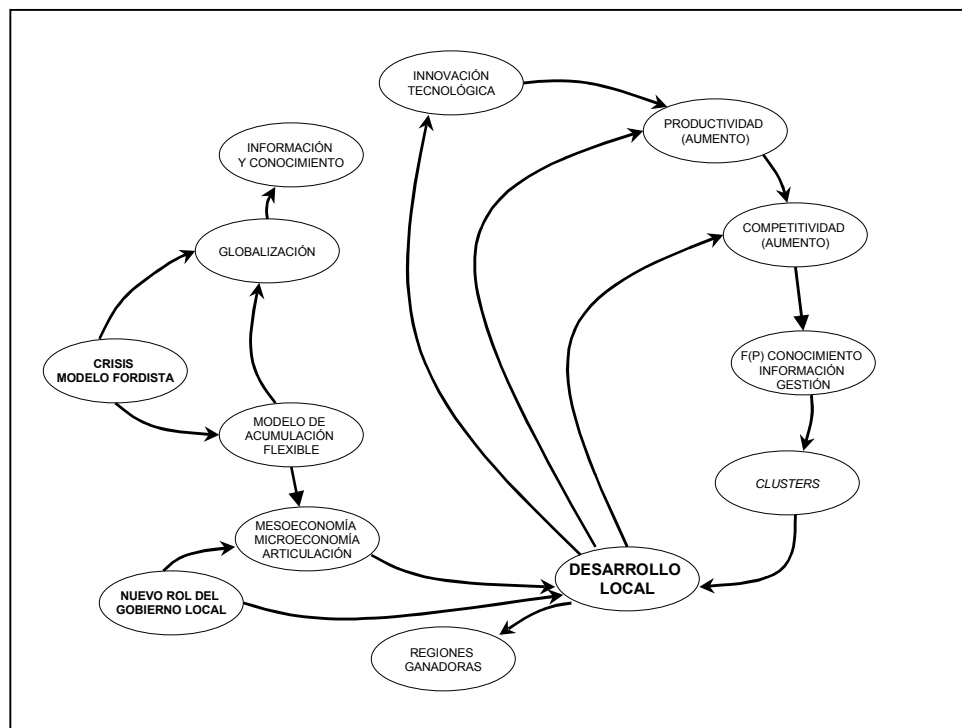 INNOVACIÓN
TECNOLÓGICA
PRODUCTIVIDAD
(AUMENTO)
INFORMACIÓN
Y CONOCIMIENTO
COMPETITIVIDAD
(AUMENTO)
GLOBALIZACIÓN
CRISIS
MODELO FORDISTA
F(P) CONOCIMIENTO
INFORMACIÓN
GESTIÓN
MODELO DE
ACUMULACIÓN
FLEXIBLE
CLUSTERS
MESOECONOMÍA
MICROECONOMÍA
ARTICULACIÓN
DESARROLLO
LOCAL
NUEVO ROL DEL
GOBIERNO LOCAL
REGIONES
GANADORAS